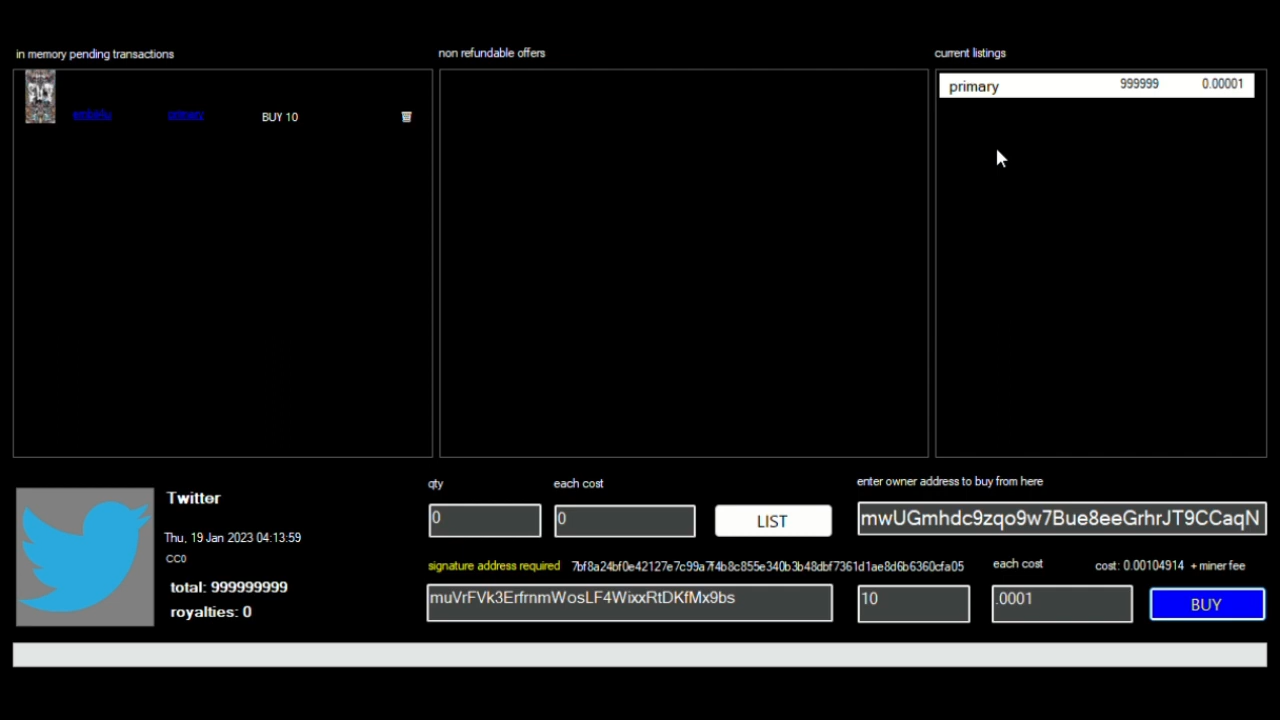 in memory pending transactions
non refundable offers
current listings
primary 999999 0.00001
primary BUY 10
qty
each cost
enter owner address to buy from here
0
0
LIST
mwUGmhdc9zqo9w7Bue8eeGrhrJT9CCaqN
Twitter
Thu, 19 Jan 2023 04:13:59
CC0
total: 999999999
royalties: 0
signature address required 7bf8a24bf0e42127e7c99a7f4b8c855e340b3b48dbf7361d1ae8d6b6360cfa05
each cost
cost: 0.00104914 + miner fee
muVrFVk3ErfrnmWosLF4WixxRtDKfMx9bs
10
.0001
BUY